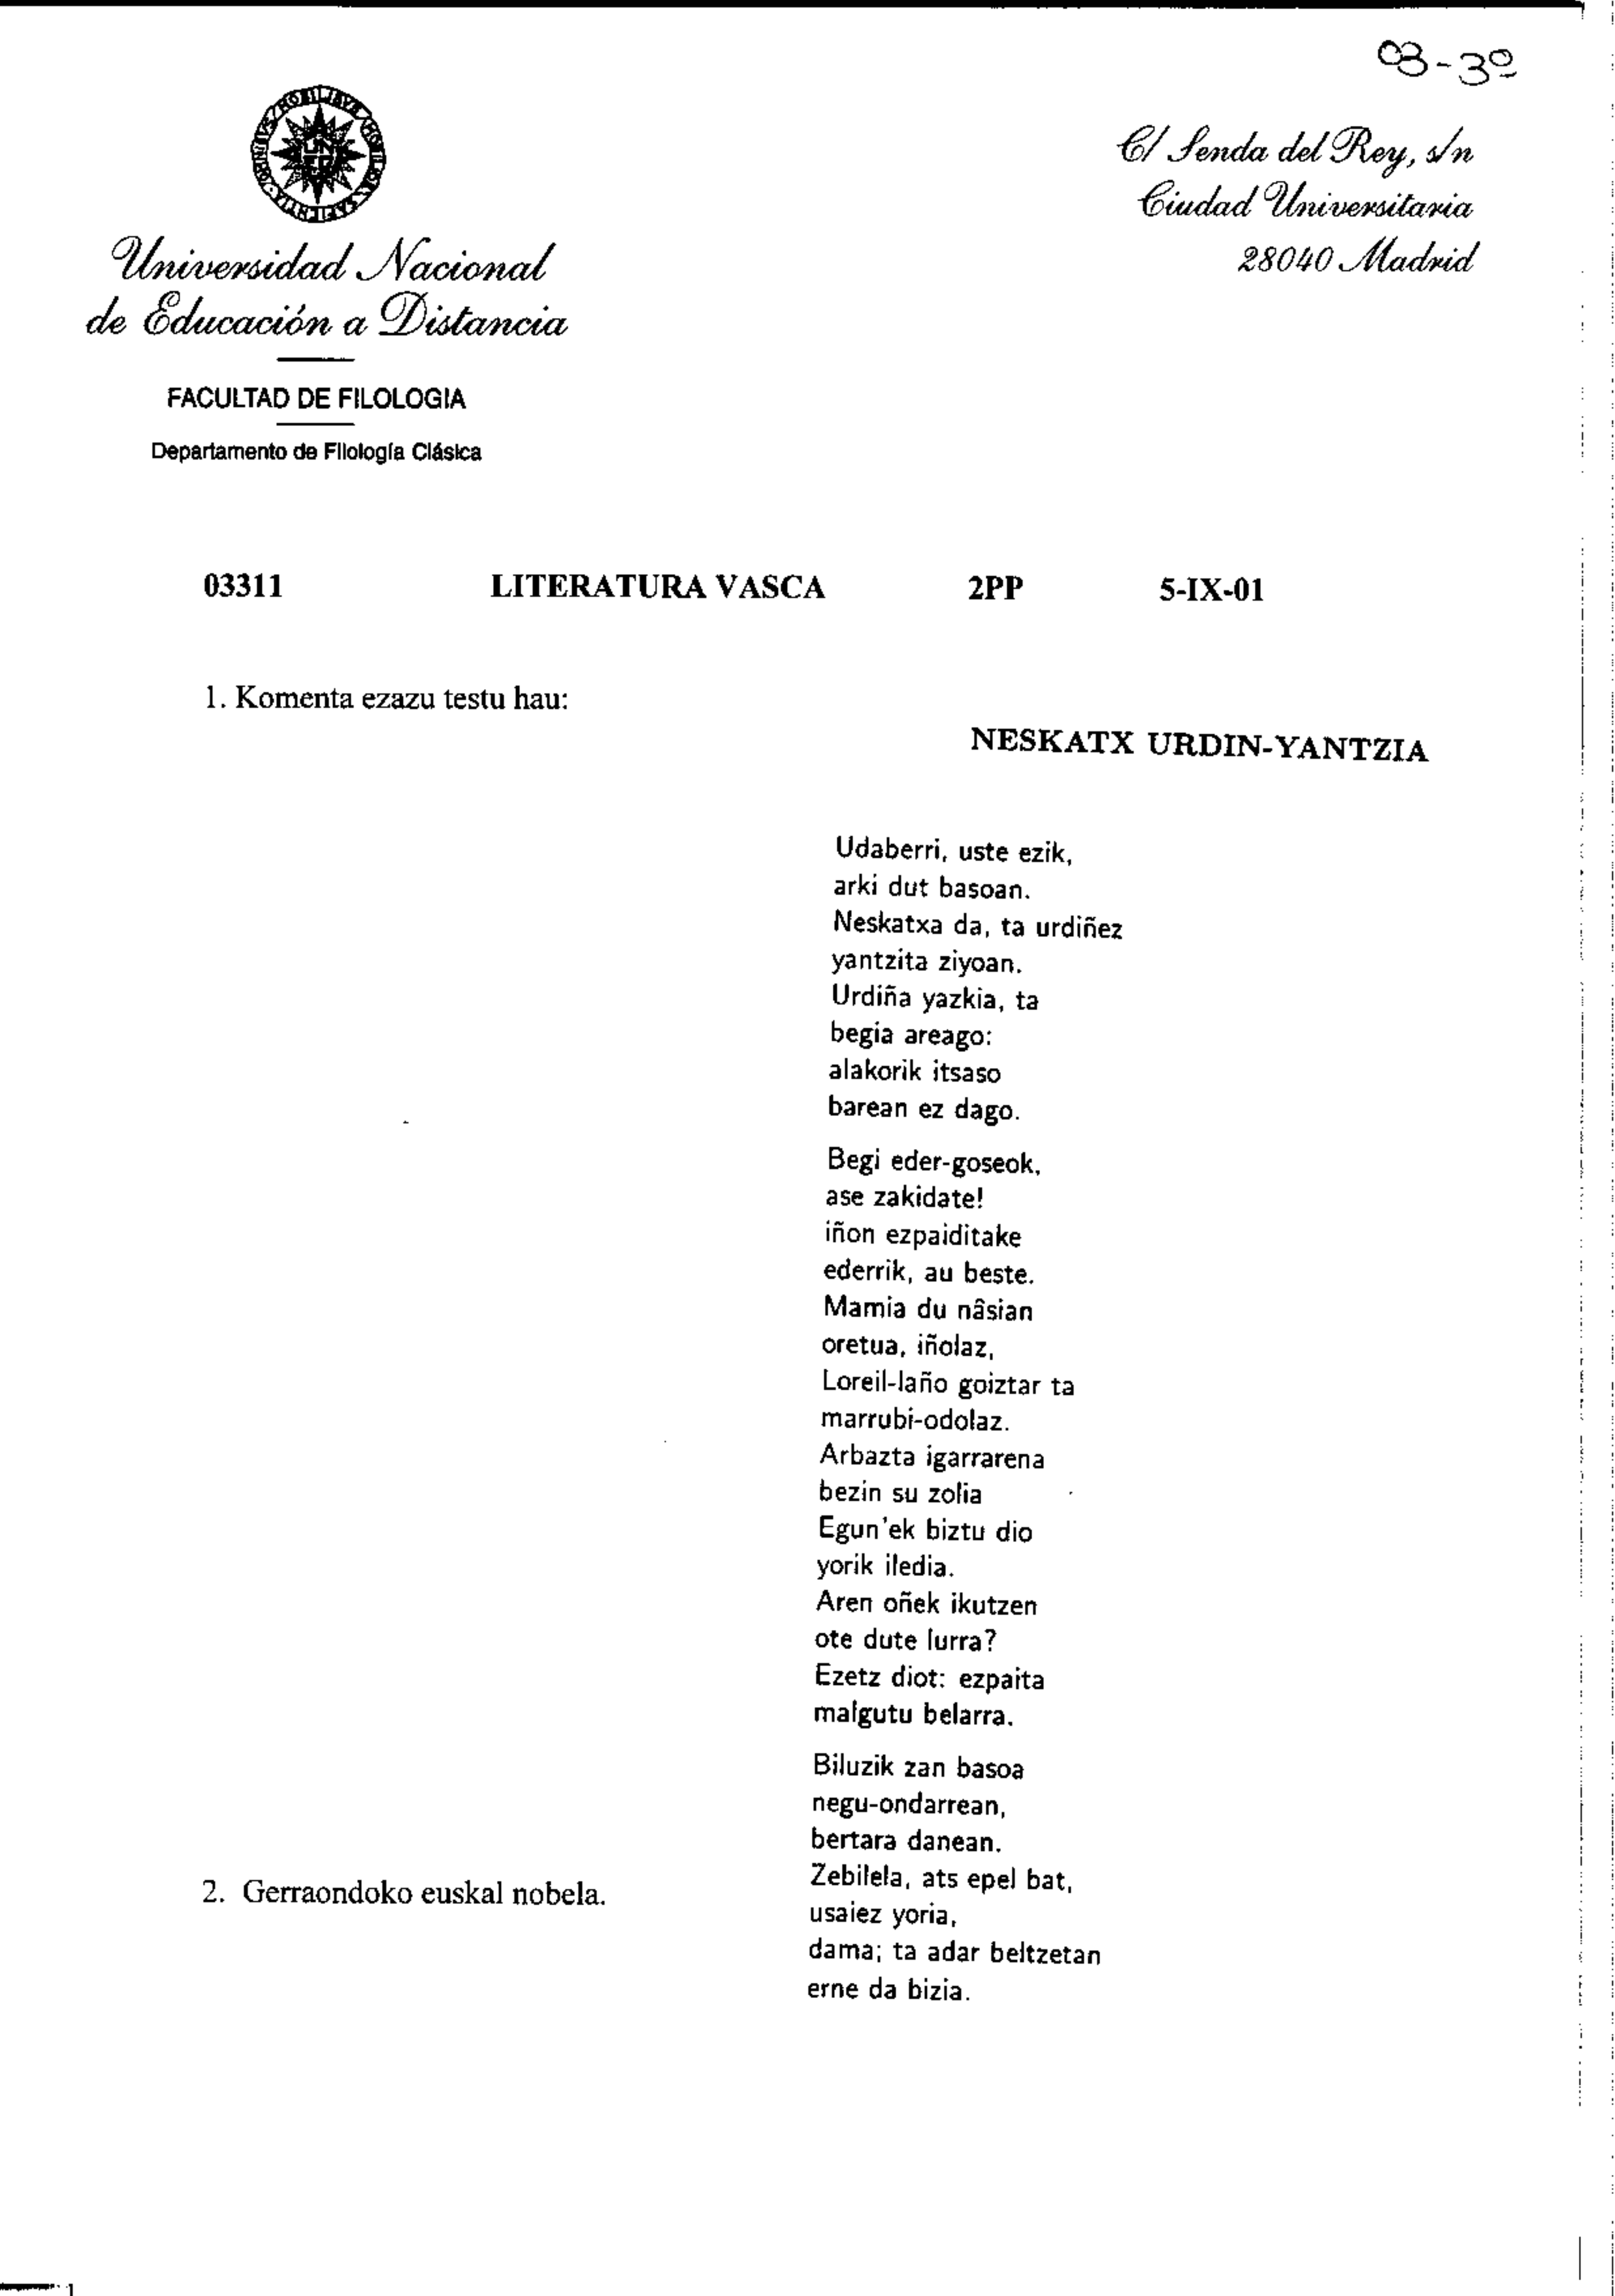 03-3º
C/ Senda del Rey, s/n
Ciudad Universitaria
28040 Madrid
Universidad Nacional
de Educación a Distancia
FACULTAD DE FILOLOGIA
Departamento de Filología Clásica
03311 LITERATURA VASCA 2PP 5-IX-01
1. Komenta ezazu testu hau:
NESKATX URDIN-YANTZIA
Udaberri, uste ezik,
arki dut basoan.
Neskatxa da, ta urdiñez
yantzita ziyoan.
Urdiña yazkia, ta
begia areago:
alakorik itsaso
barean ez dago.
Begi eder-goseok,
ase zakidate!
iñon ezpaiditake
ederrik, au beste.
Mamia du nâsian
oretua, iñolaz,
Loreil-laño goiztar ta
marrubi-odolaz.
Arbazta igarrarena
bezin su zolia
Egun'ek biztu dio
yorik iledia.
Aren oñek ikutzen
ote dute lurra?
Ezetz diot: ezpaita
malgutu belarra.
Biluzik zan basoa
negu-ondarrean,
bertara danean.
Zebilela, ats epel bat,
usaiez yoria,
dama; ta adar beltzetan
erne da bizia.
2. Gerraondoko euskal nobela.